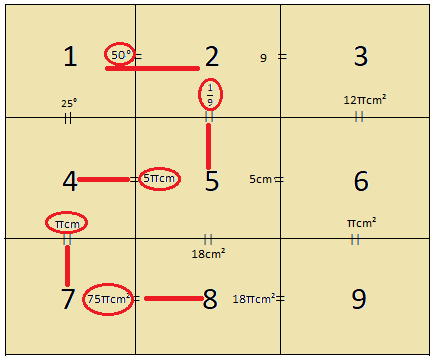 1 50° = 2 9 = 3
1/9
25° 12πcm²
4 = 5πcm 5 5cm = 6
πcm πcm²
18cm²
7 75πcm² = 8 18πcm² = 9